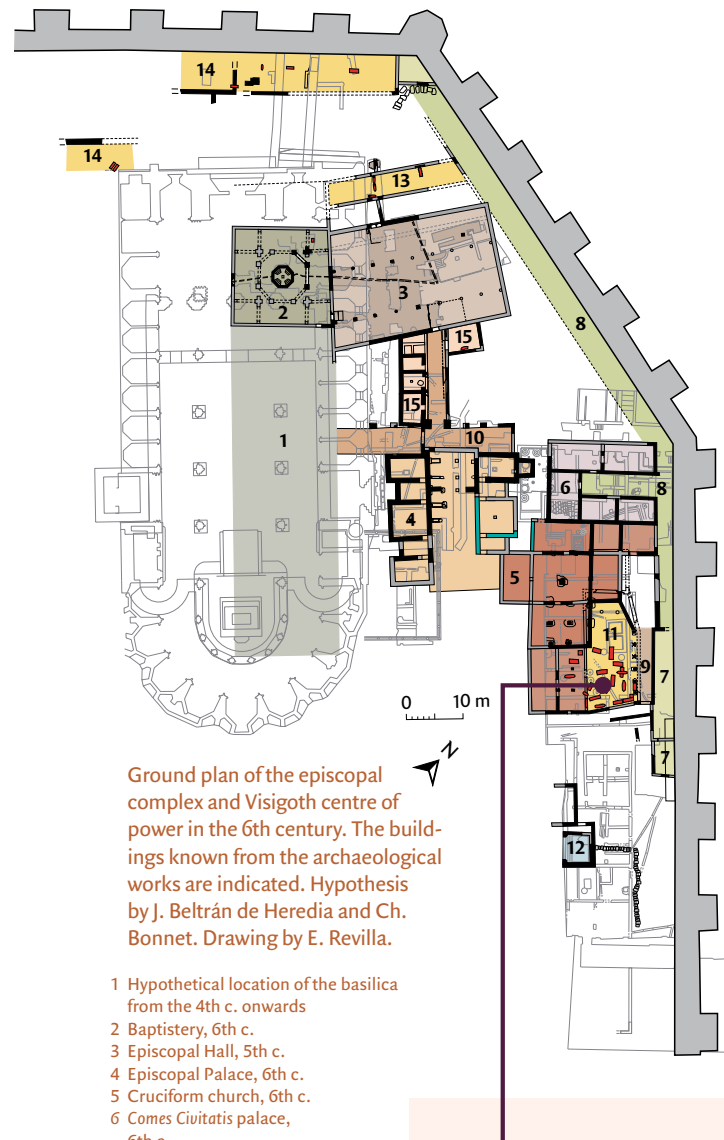 14
14
13
3
2
8
15
15
1
10
6
8
4
5
11
9
7
0 10 m
N
7
12
Ground plan of the episcopal
complex and Visigoth centre of
power in the 6th century. The build-
ings known from the archaeological
works are indicated. Hypothesis
by J. Beltrán de Heredia and Ch.
Bonnet. Drawing by E. Revilla.
1 Hypothetical location of the basilica
from the 4th c. onwards
2 Baptistery, 6th c.
3 Episcopal Hall, 5th c.
4 Episcopal Palace, 6th c.
5 Cruciform church, 6th c.
6 Comes Civitatis palace,
6th c.